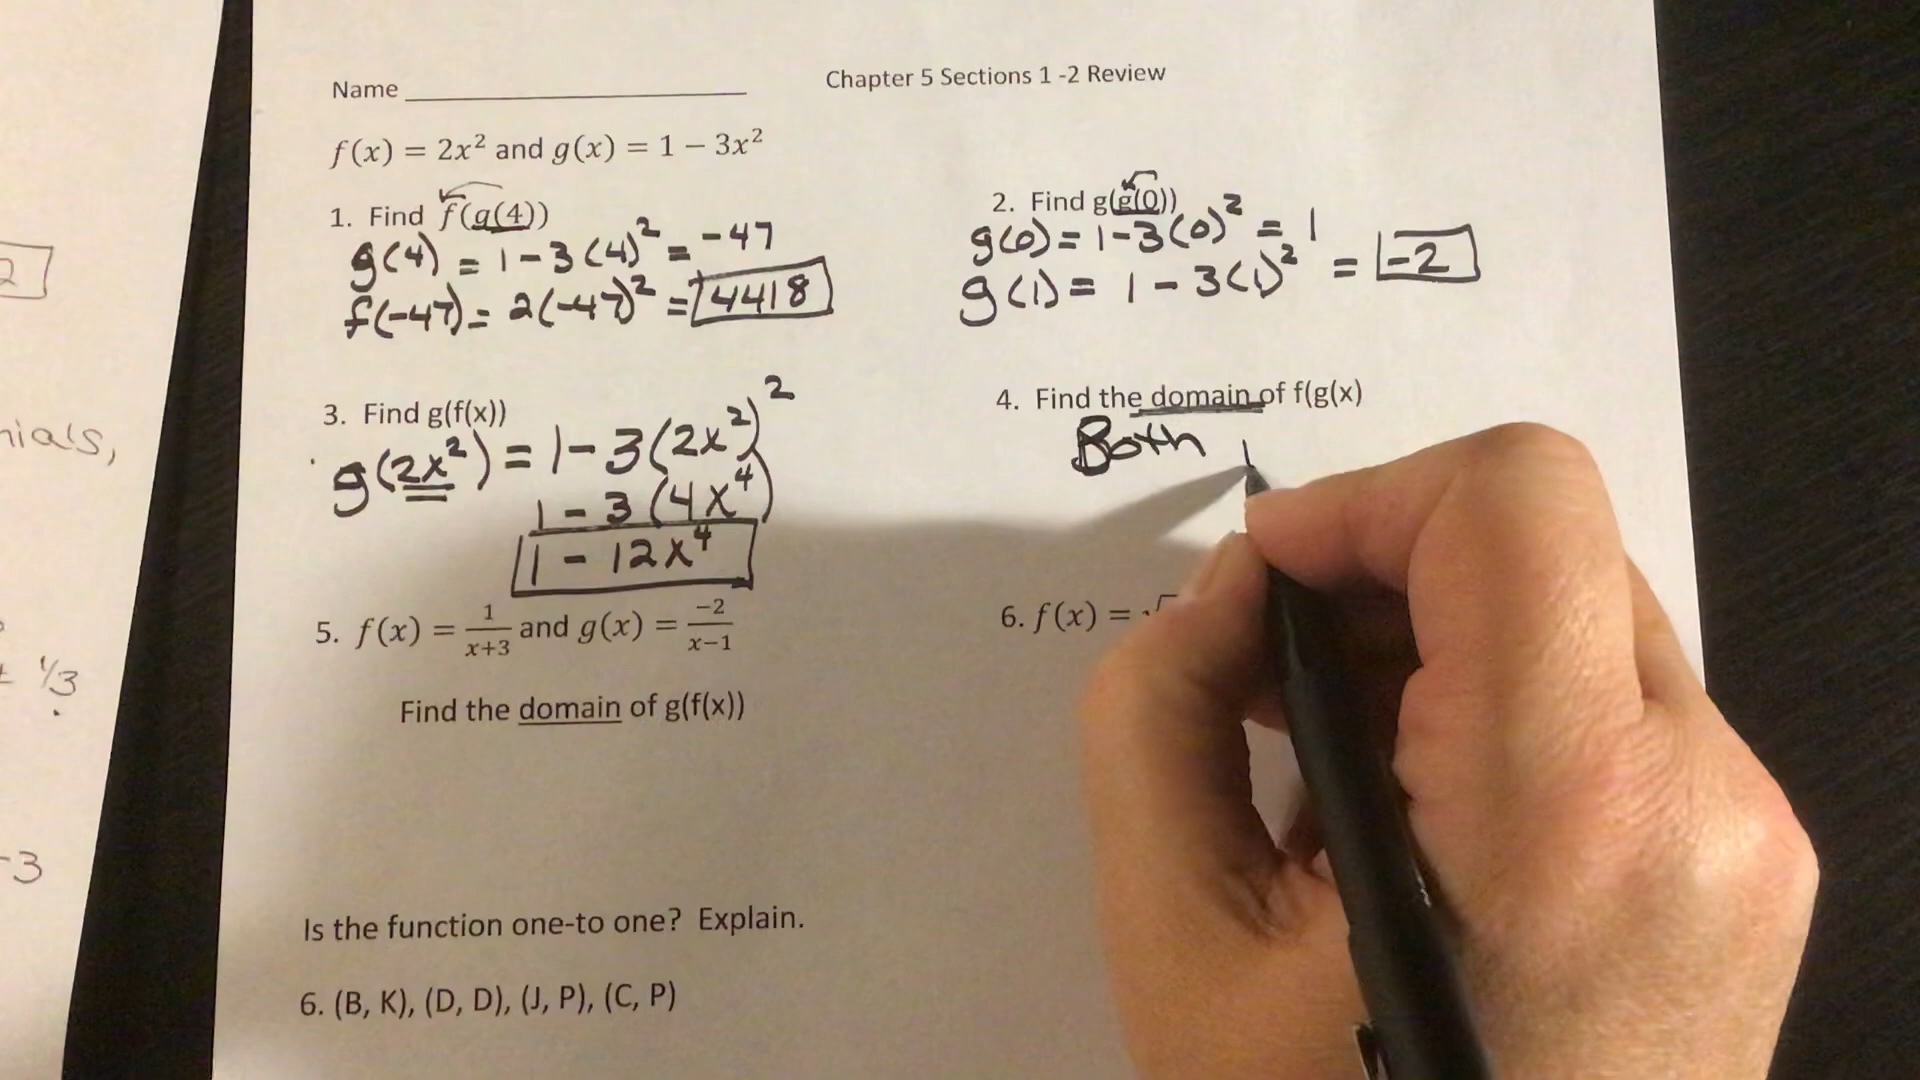 Name
Chapter 5 Sections 1 -2 Review
f(x) = 2x² and g(x) = 1 − 3x²
1. Find f(g(4))
g(4) = 1-3(4)² = -47
f(-47) = 2(-47)² = 4418
2. Find g(g(0))
g(0) = 1-3(0)² = 1
g(1) = 1 - 3(1)² = -2
3. Find g(f(x))
g(2x²) = 1-3(2x²)²
1-3(4x⁴)
1 - 12x⁴
4. Find the domain of f(g(x)
Both
5. f(x) = 1/(x+3) and g(x) = −2/(x−1)
Find the domain of g(f(x))
6. f(x) = √
Is the function one-to one? Explain.
6. (B, K), (D, D), (J, P), (C, P)
2
1/3
-3